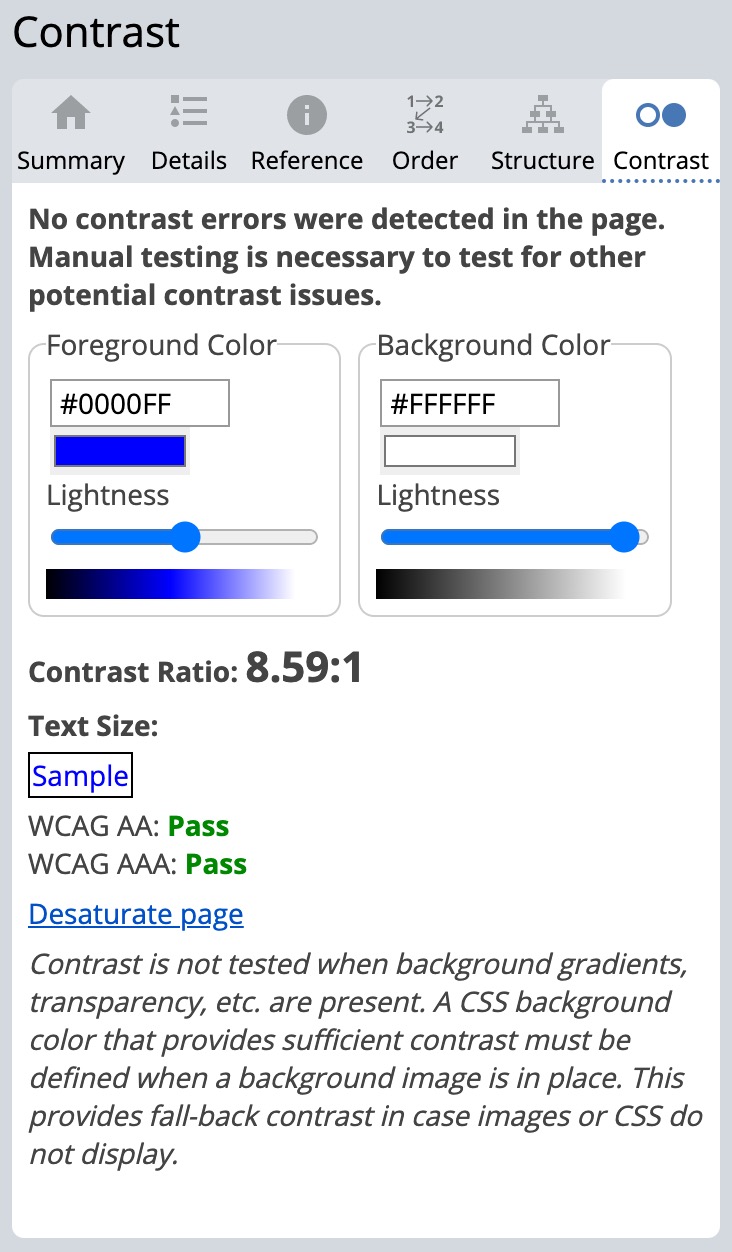 Contrast
Summary Details Reference 1 2 3 4 Order Structure Contrast
No contrast errors were detected in the page.
Manual testing is necessary to test for other
potential contrast issues.
Foreground Color Background Color
#0000FF #FFFFFF
Lightness Lightness
Contrast Ratio: 8.59:1
Text Size:
Sample
WCAG AA: Pass
WCAG AAA: Pass
Desaturate page
Contrast is not tested when background gradients,
transparency, etc. are present. A CSS background
color that provides sufficient contrast must be
defined when a background image is in place. This
provides fall-back contrast in case images or CSS do
not display.